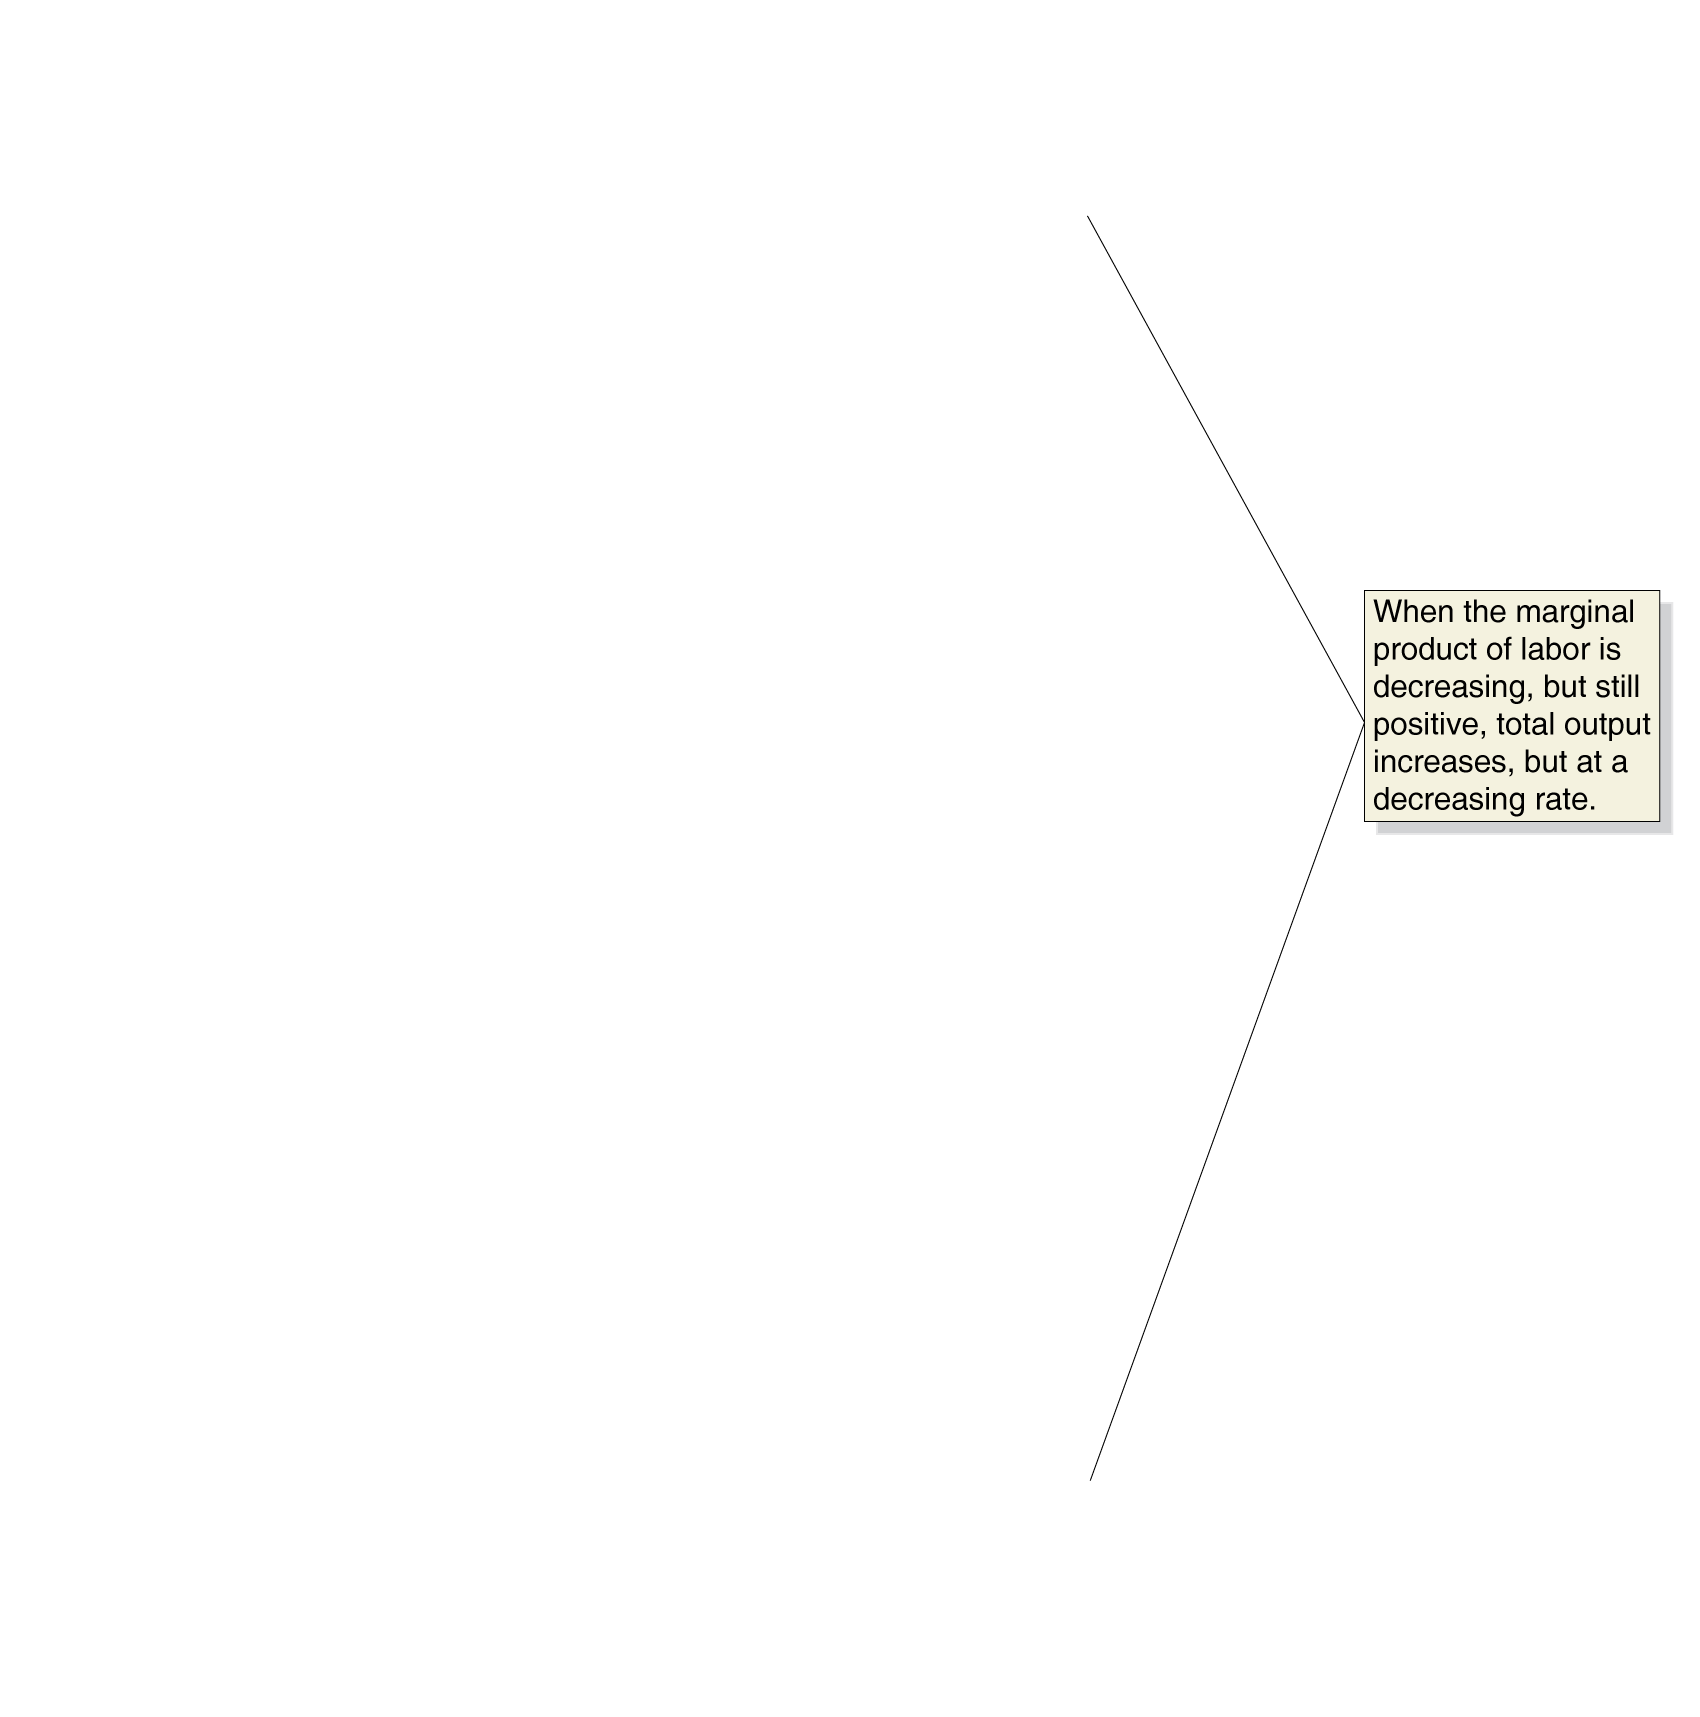 When the marginal
product of labor is
decreasing, but still
positive, total output
increases, but at a
decreasing rate.